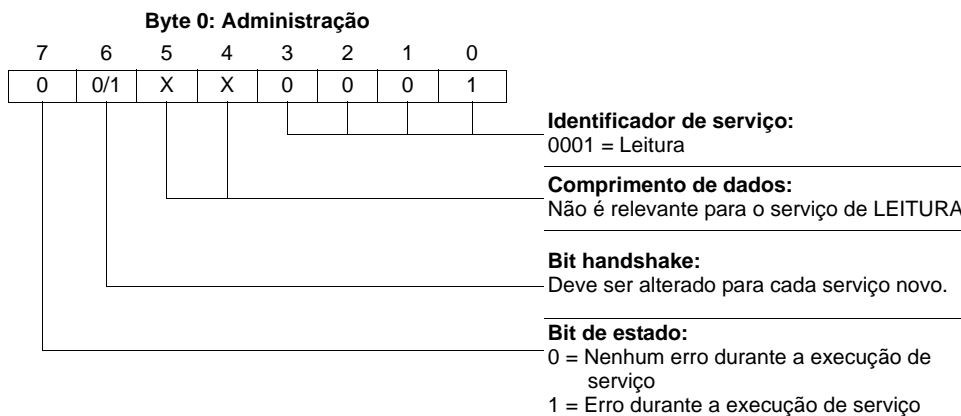 Byte 0: Administração
7 6 5 4 3 2 1 0
0 0/1 X X 0 0 0 1
Identificador de serviço:
0001 = Leitura
Comprimento de dados:
Não é relevante para o serviço de LEITURA
Bit handshake:
Deve ser alterado para cada serviço novo.
Bit de estado:
0 = Nenhum erro durante a execução de
serviço
1 = Erro durante a execução de serviço